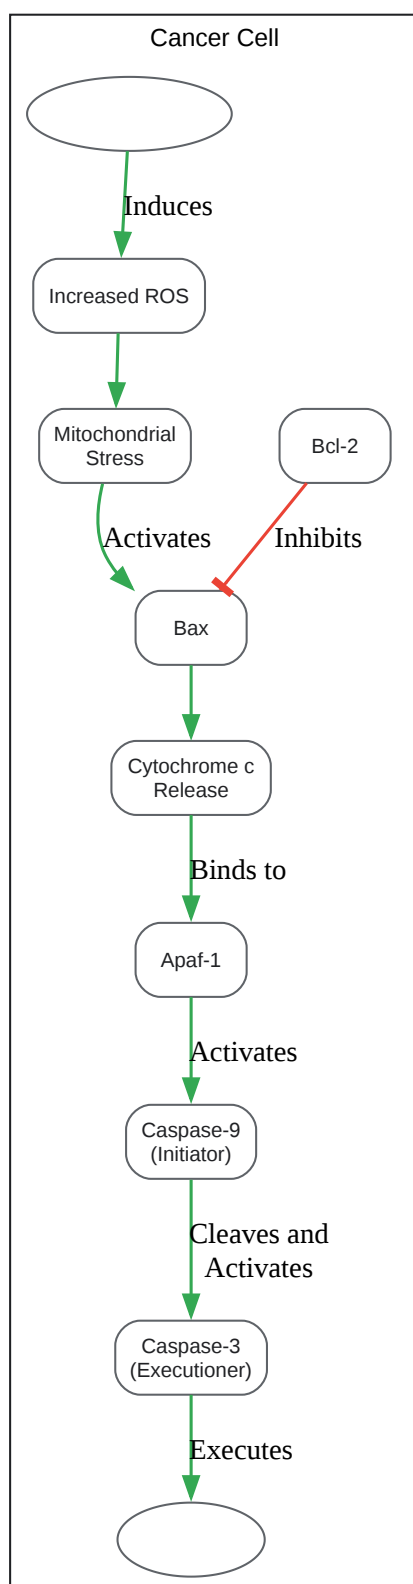 Cancer Cell
Induces
Increased ROS
Mitochondrial
Stress
Bcl-2
Activates
Inhibits
Bax
Cytochrome c
Release
Binds to
Apaf-1
Activates
Caspase-9
(Initiator)
Cleaves and
Activates
Caspase-3
(Executioner)
Executes